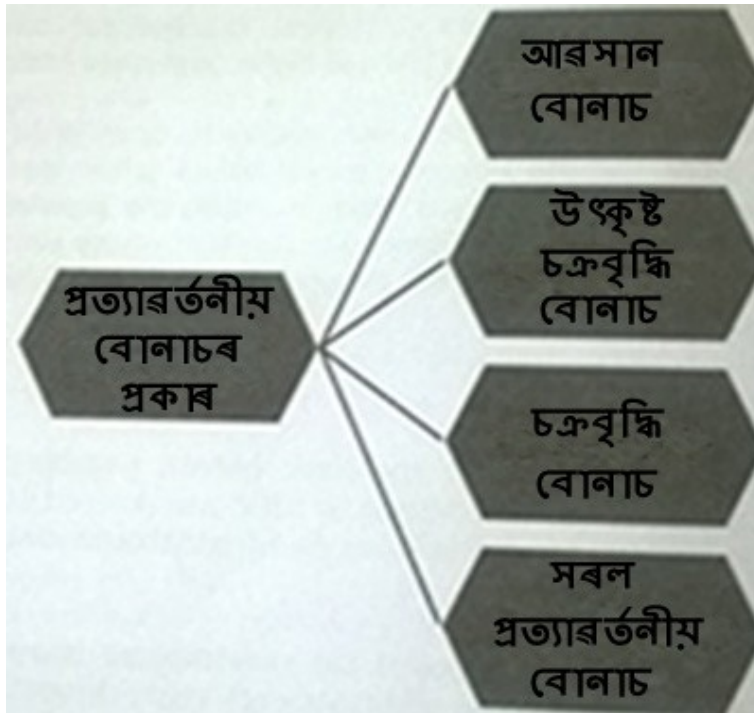 প্ৰত্যাৱৰ্তনীয়
বোনাচৰ
প্ৰকাৰ
আৱসান
বোনাচ
উৎকৃষ্ট
চক্ৰবৃদ্ধি
বোনাচ
চক্ৰবৃদ্ধি
বোনাচ
সৰল
প্ৰত্যাৱৰ্তনীয়
বোনাচ